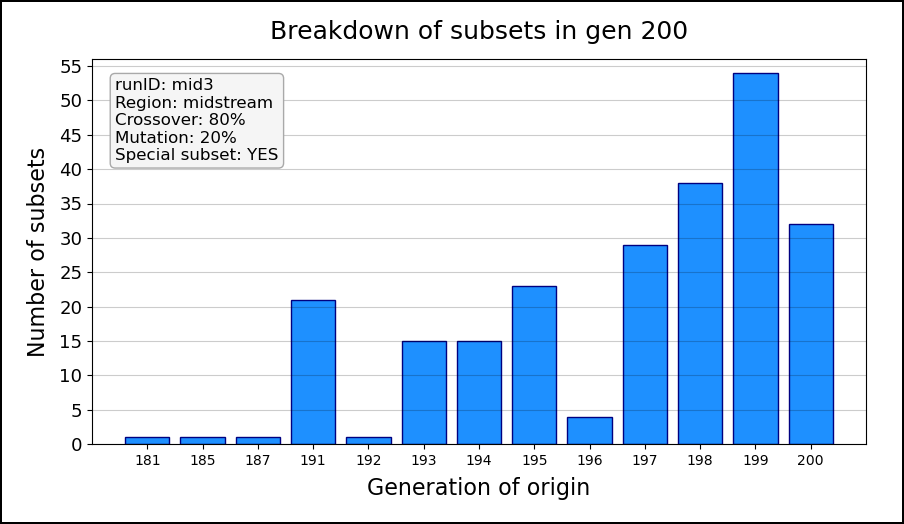 Breakdown of subsets in gen 200
runID: mid3
Region: midstream
Crossover: 80%
Mutation: 20%
Special subset: YES
Number of subsets
55
50
45
40
35
30
25
20
15
10
5
0
181 185 187 191 192 193 194 195 196 197 198 199 200
Generation of origin